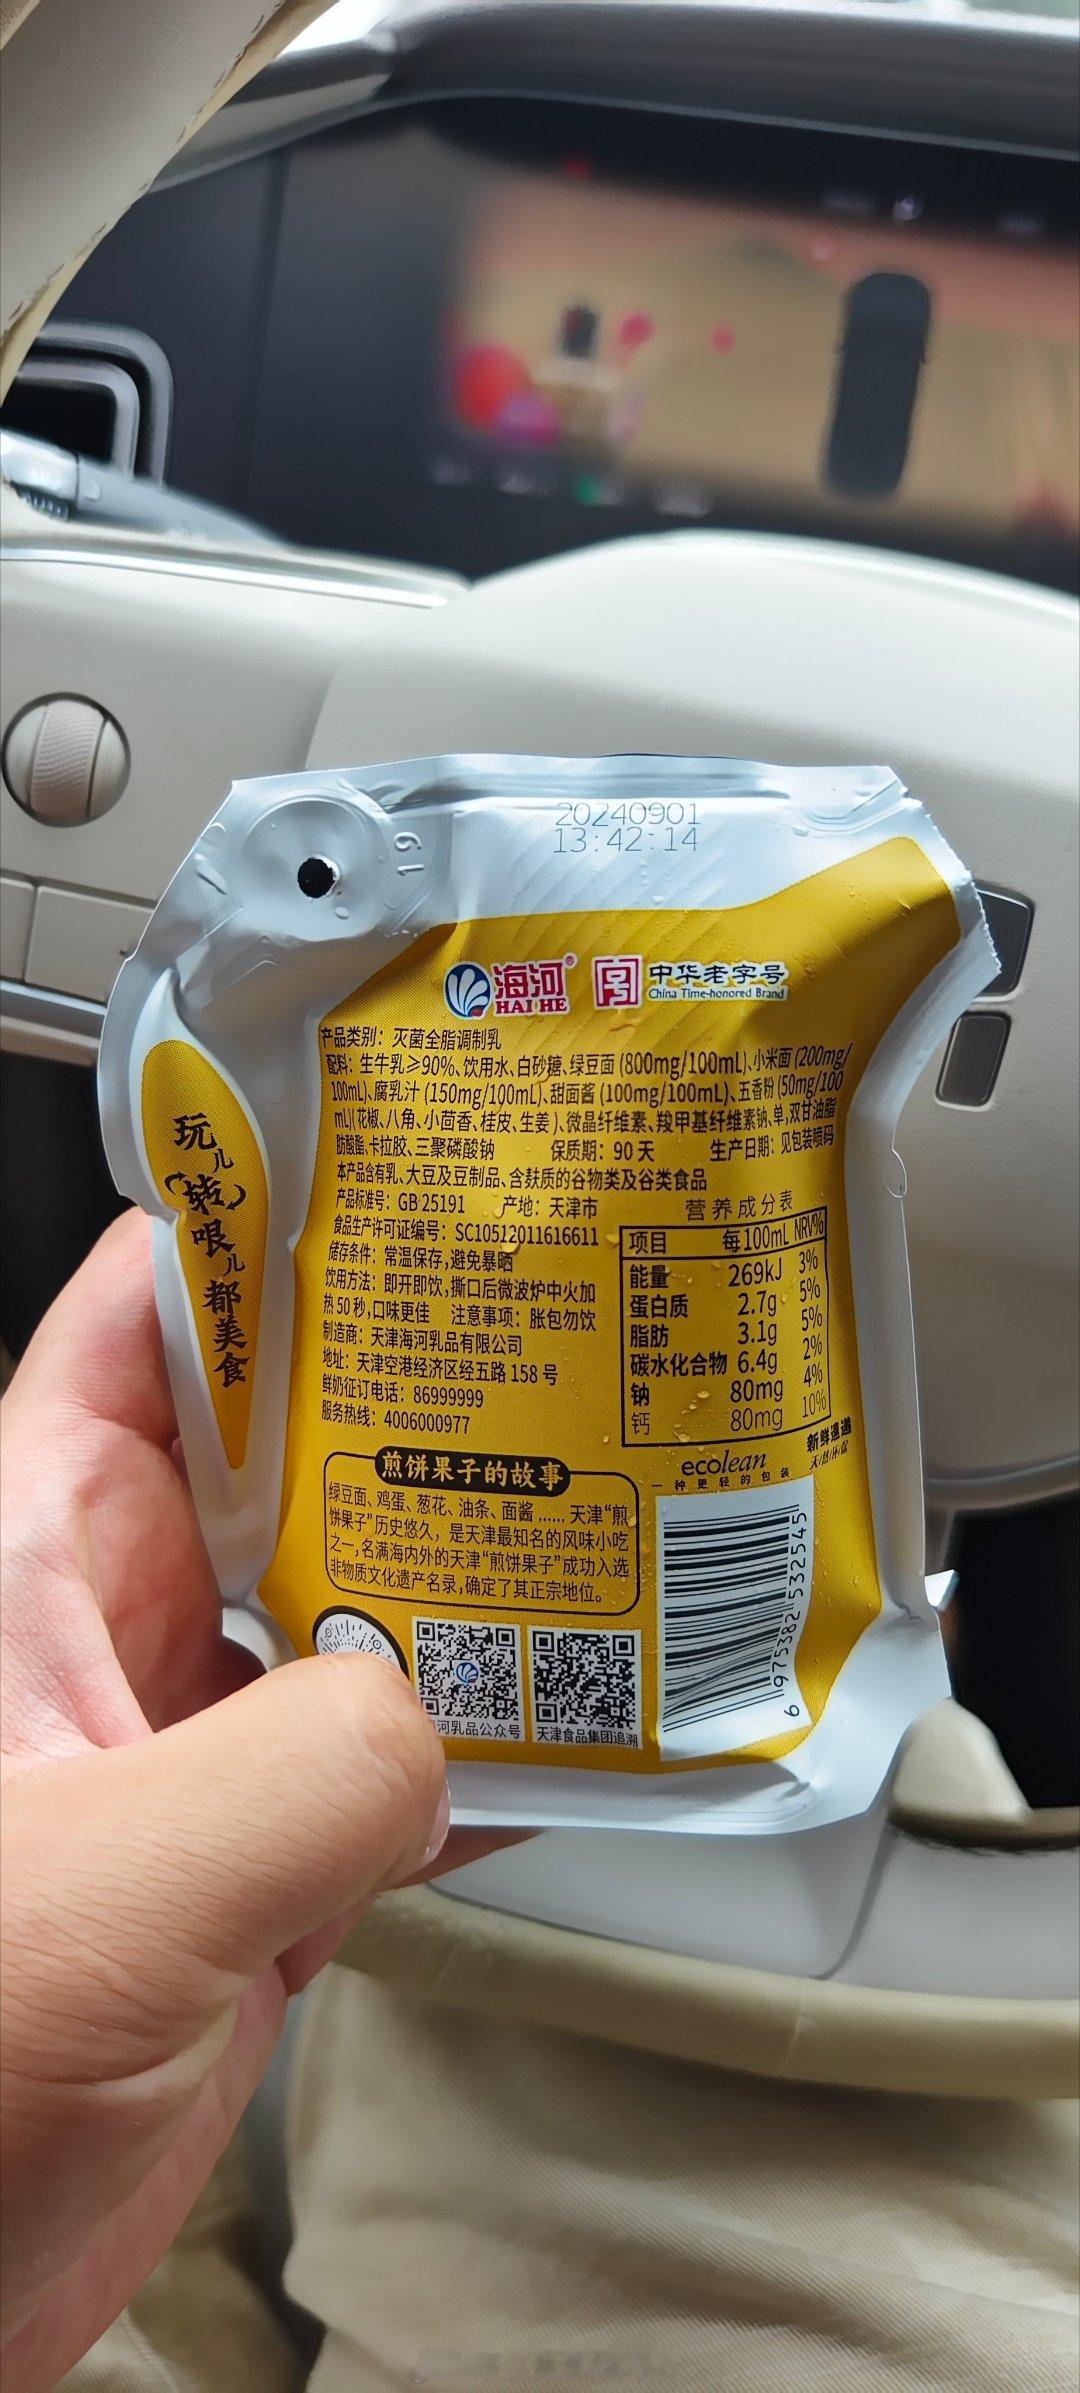 20240901
13:42:14
19
海河®
HAI HE
中华老字号
China Time-honored Brand
产品类别：灭菌全脂调制乳
配料：生牛乳≥90%、饮用水、白砂糖、绿豆面(800mg/100mL)、小米面(200mg/
100mL)、腐乳汁(150mg/100mL)、甜面酱(100mg/100mL)、五香粉(50mg/100
mL)(花椒、八角、小茴香、桂皮、生姜)、微晶纤维素、羧甲基纤维素钠、单,双甘油脂
肪酸酯、卡拉胶、三聚磷酸钠 保质期：90天 生产日期：见包装喷码
本产品含有乳、大豆及豆制品、含麸质的谷物类及谷类食品
产品标准号：GB 25191 产地：天津市
食品生产许可证编号：SC10512011616611
储存条件：常温保存,避免暴晒
饮用方法：即开即饮,撕口后微波炉中火加
热50秒,口味更佳 注意事项：胀包勿饮
制造商：天津海河乳品有限公司
地址：天津空港经济区经五路158号
鲜奶征订电话：86999999
服务热线：4006000977
营养成分表
项目 每100mL NRV%
能量 269kJ 3%
蛋白质 2.7g 5%
脂肪 3.1g 5%
碳水化合物 6.4g 2%
钠 80mg 4%
钙 80mg 10%
玩儿转哏儿都美食
煎饼果子的故事
绿豆面、鸡蛋、葱花、油条、面酱……天津“煎
饼果子”历史悠久，是天津最知名的风味小吃
之一,名满海内外的天津“煎饼果子”成功入选
非物质文化遗产名录,确定了其正宗地位。
ecolean
一种更轻的包装
新鲜速递
天/然/环/保
6 975382 532545
河乳品公众号
天津食品集团追溯